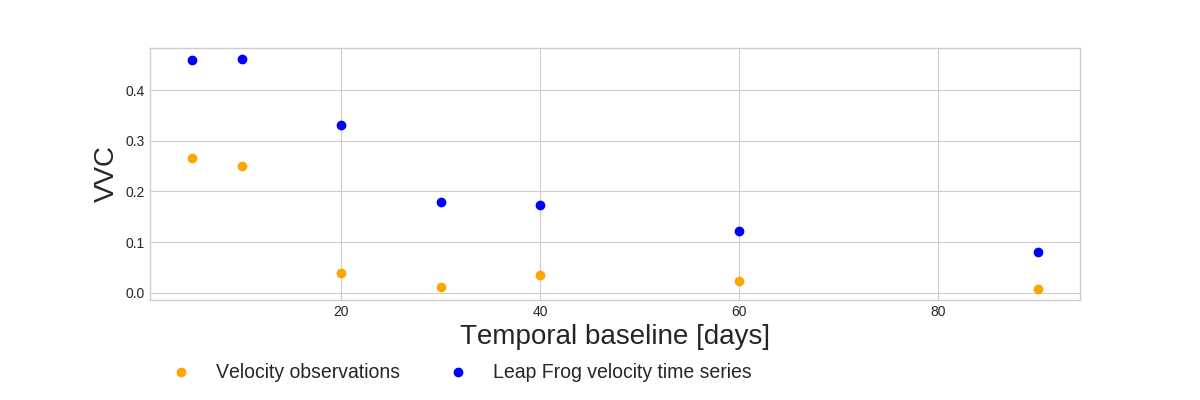 0.4
0.3
0.2
0.1
0.0
VVC
20
40
60
80
Temporal baseline [days]
Velocity observations
Leap Frog velocity time series